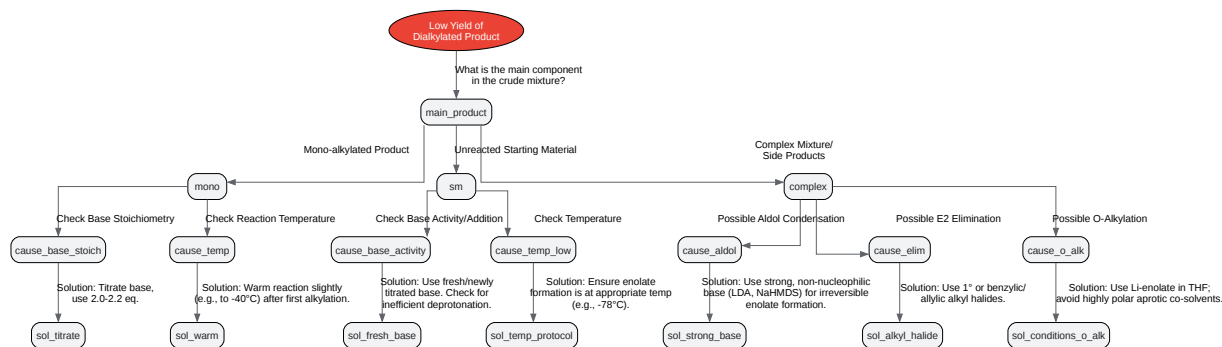 Low Yield of
Dialkylated Product
What is the main component
in the crude mixture?
main_product
Mono-alkylated Product
Unreacted Starting Material
Complex Mixture/
Side Products
mono
sm
complex
Check Base Stoichiometry
Check Reaction Temperature
Check Base Activity/Addition
Check Temperature
Possible Aldol Condensation
Possible E2 Elimination
Possible O-Alkylation
cause_base_stoich
cause_temp
cause_base_activity
cause_temp_low
cause_aldol
cause_elim
cause_o_alk
Solution: Titrate base,
use 2.0-2.2 eq.
Solution: Warm reaction slightly
(e.g., to -40°C) after first alkylation.
Solution: Use fresh/newly
titrated base. Check for
inefficient deprotonation.
Solution: Ensure enolate
formation is at appropriate temp
(e.g., -78°C).
Solution: Use strong, non-nucleophilic
base (LDA, NaHMDS) for irreversible
enolate formation.
Solution: Use 1° or benzylic/
allylic alkyl halides.
Solution: Use Li-enolate in THF;
avoid highly polar aprotic co-solvents.
sol_titrate
sol_warm
sol_fresh_base
sol_temp_protocol
sol_strong_base
sol_alkyl_halide
sol_conditions_o_alk